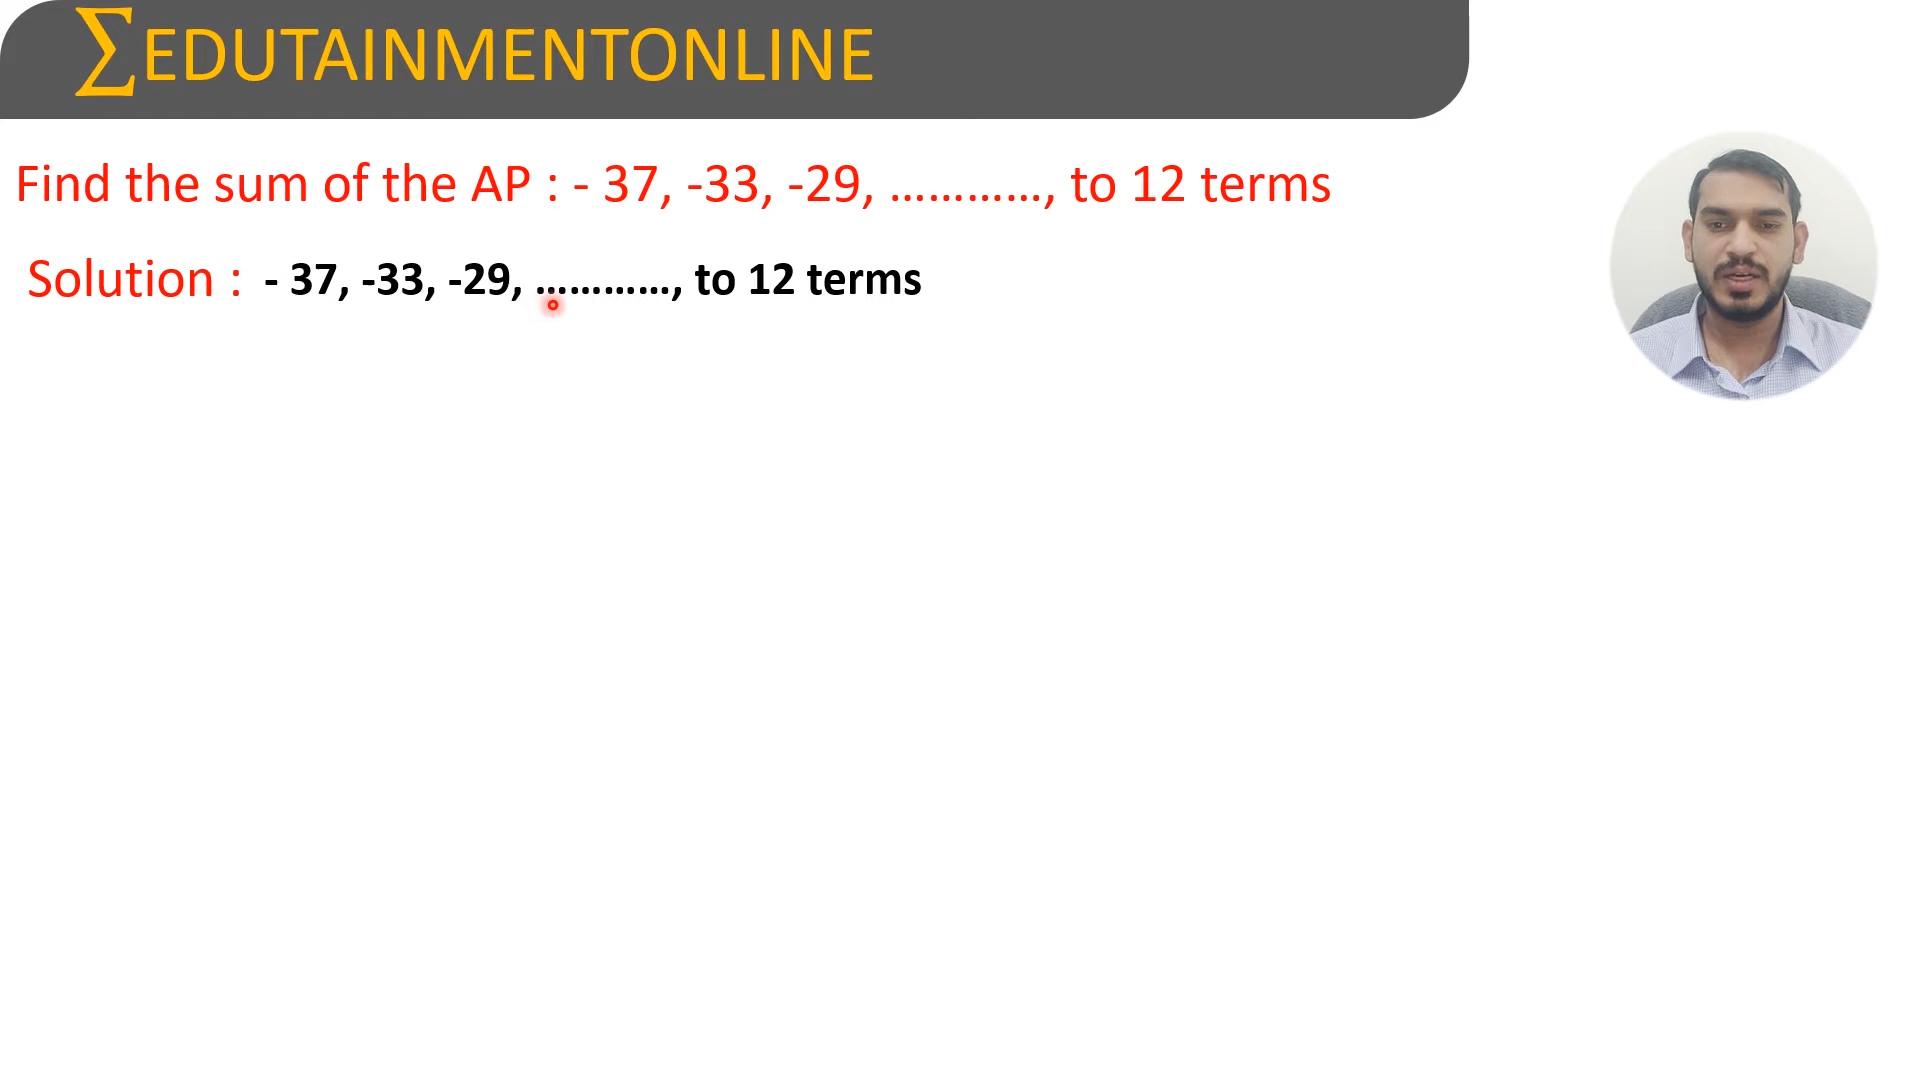 ∑EDUTAINMENTONLINE
Find the sum of the AP : - 37, -33, -29, …………, to 12 terms
Solution : - 37, -33, -29, …………, to 12 terms